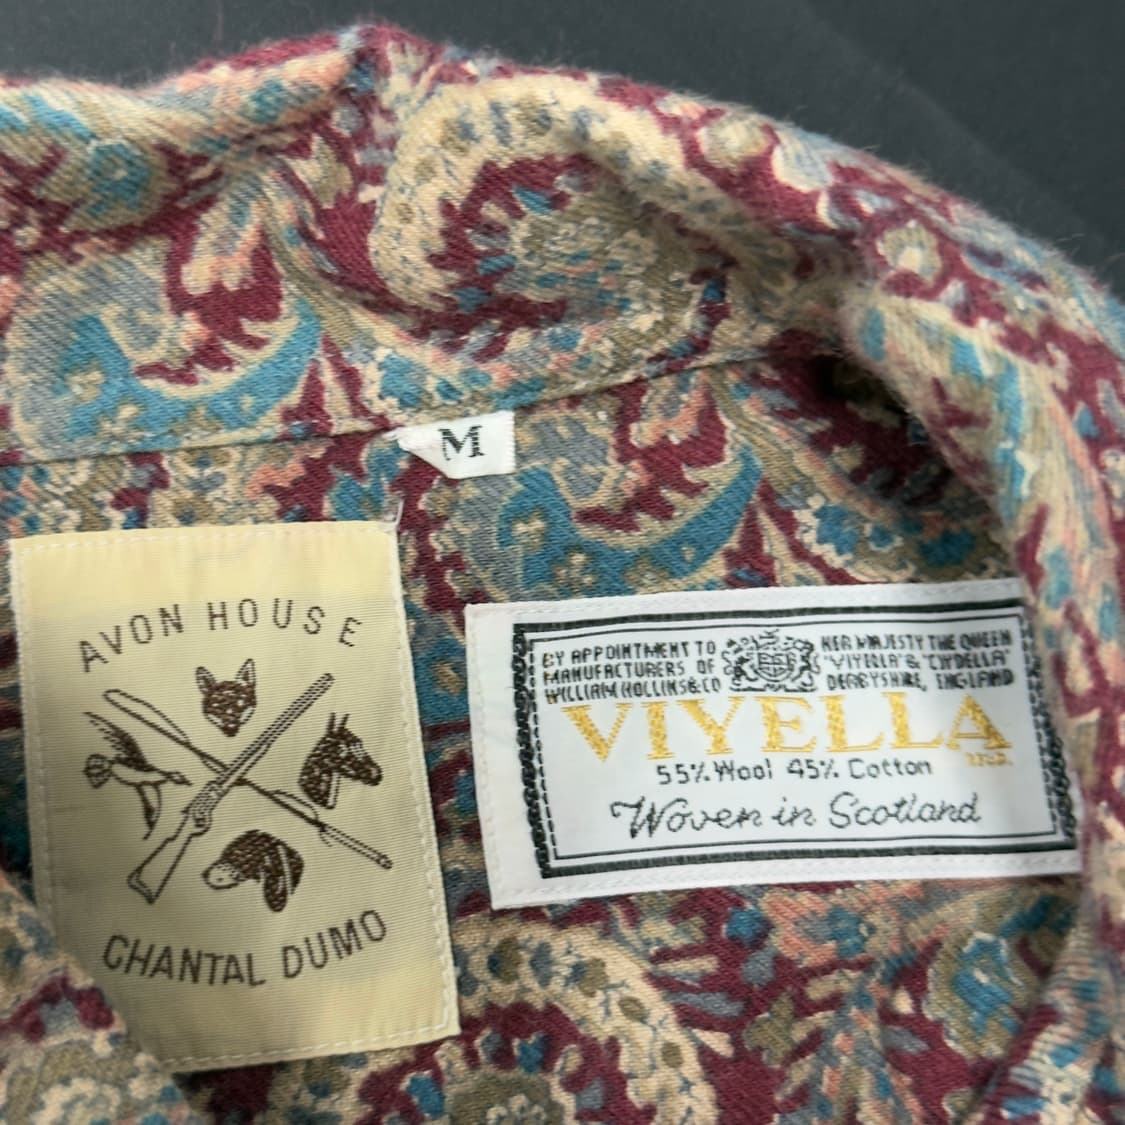 M
AVON HOUSE
CHANTAL DUMO
BY APPOINTMENT TO HER MAJESTY THE QUEEN
MANUFACTURERS OF "VIYELLA" & "CLYDELLA"
WILLIAM HOLLINS & CO DERBYSHIRE, ENGLAND
VIYELLA
55% Wool 45% Cotton
Woven in Scotland